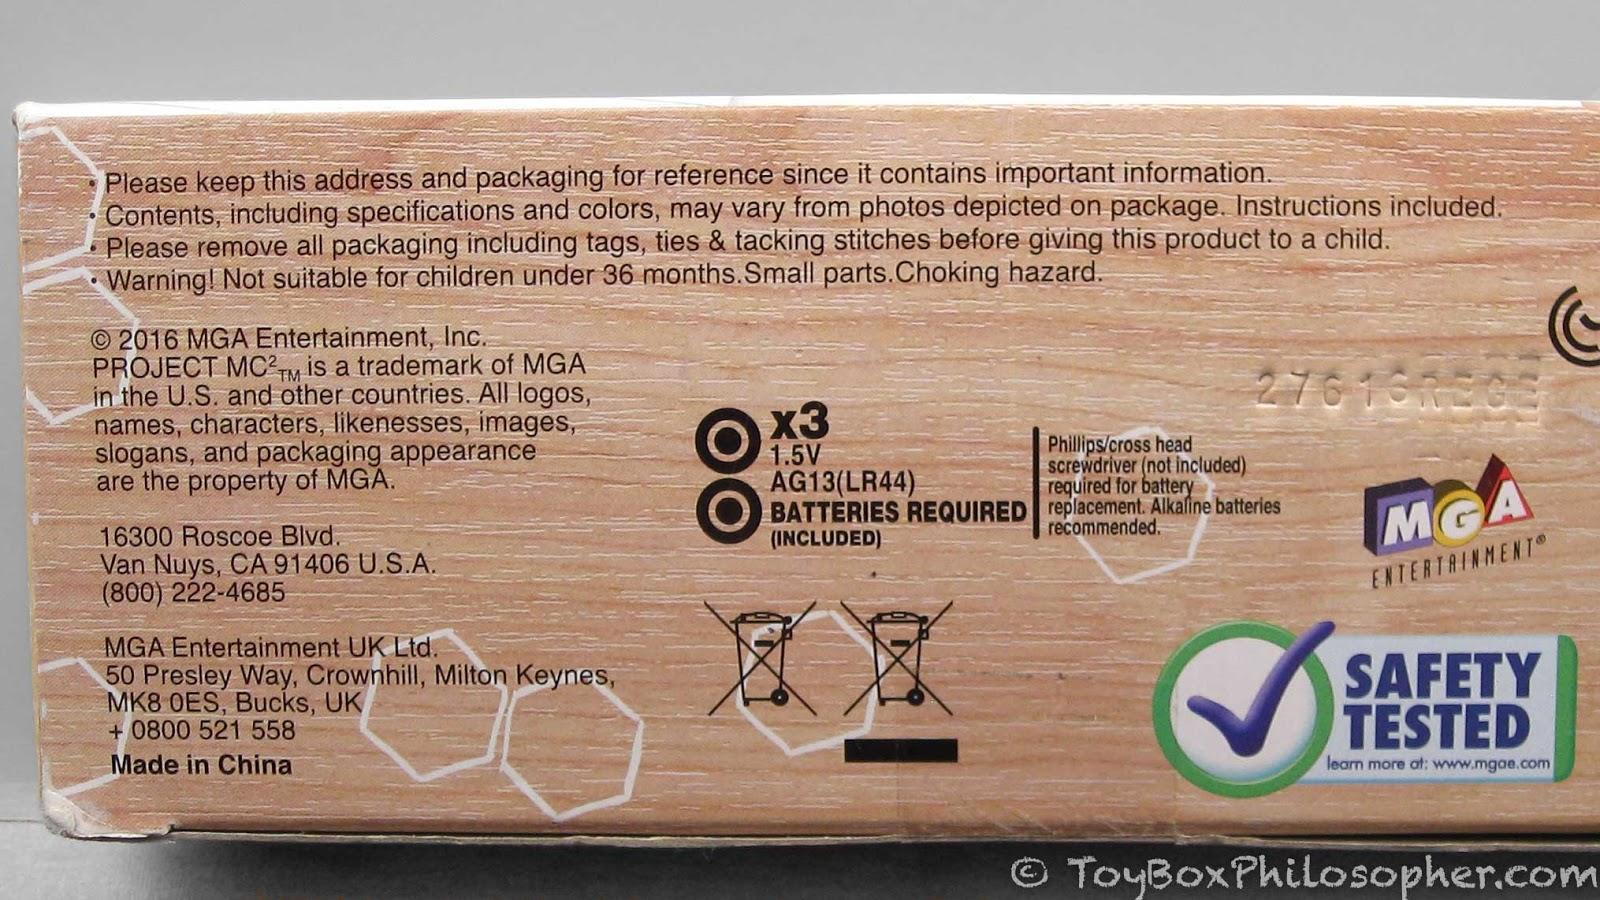 • Please keep this address and packaging for reference since it contains important information.
• Contents, including specifications and colors, may vary from photos depicted on package. Instructions included.
• Please remove all packaging including tags, ties & tacking stitches before giving this product to a child.
• Warning! Not suitable for children under 36 months.Small parts.Choking hazard.
© 2016 MGA Entertainment, Inc.
PROJECT MC²™ is a trademark of MGA
in the U.S. and other countries. All logos,
names, characters, likenesses, images,
slogans, and packaging appearance
are the property of MGA.
16300 Roscoe Blvd.
Van Nuys, CA 91406 U.S.A.
(800) 222-4685
MGA Entertainment UK Ltd.
50 Presley Way, Crownhill, Milton Keynes,
MK8 0ES, Bucks, UK
+ 0800 521 558
Made in China
x3
1.5V
AG13(LR44)
BATTERIES REQUIRED
(INCLUDED)
Phillips/cross head
screwdriver (not included)
required for battery
replacement. Alkaline batteries
recommended.
MGA
ENTERTAINMENT®
SAFETY
TESTED
learn more at: www.mgae.com
© ToyBoxPhilosopher.com